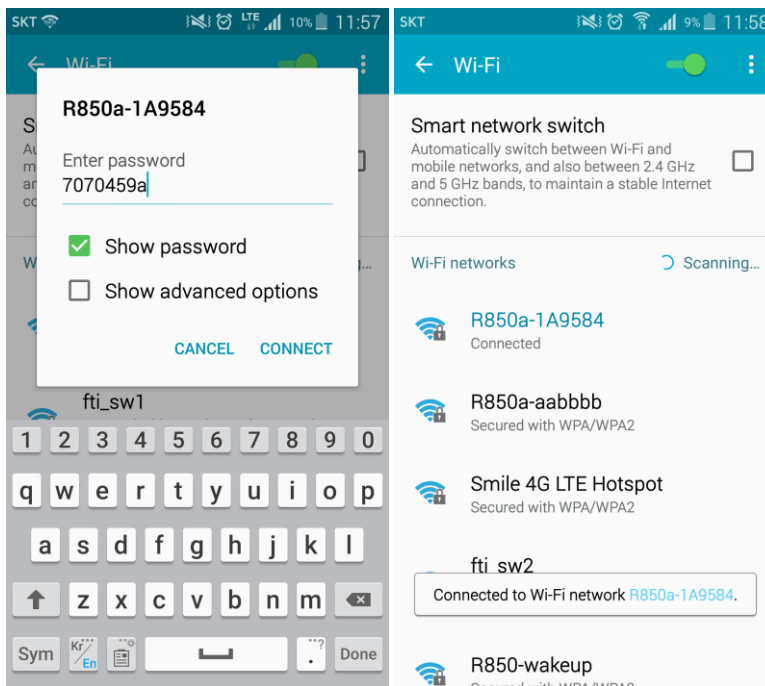 SKT LTE 10% 11:57
Wi-Fi
R850a-1A9584
Enter password
7070459a
Show password
Show advanced options
CANCEL CONNECT
fti_sw1
1 2 3 4 5 6 7 8 9 0
q w e r t y u i o p
a s d f g h j k l
z x c v b n m
Sym Kr/En . Done
SKT 9% 11:58
Wi-Fi
Smart network switch
Automatically switch between Wi-Fi and
mobile networks, and also between 2.4 GHz
and 5 GHz bands, to maintain a stable Internet
connection.
Wi-Fi networks Scanning...
R850a-1A9584
Connected
R850a-aabbbb
Secured with WPA/WPA2
Smile 4G LTE Hotspot
Secured with WPA/WPA2
fti_sw2
Connected to Wi-Fi network R850a-1A9584.
R850-wakeup
Secured with WPA/WPA2